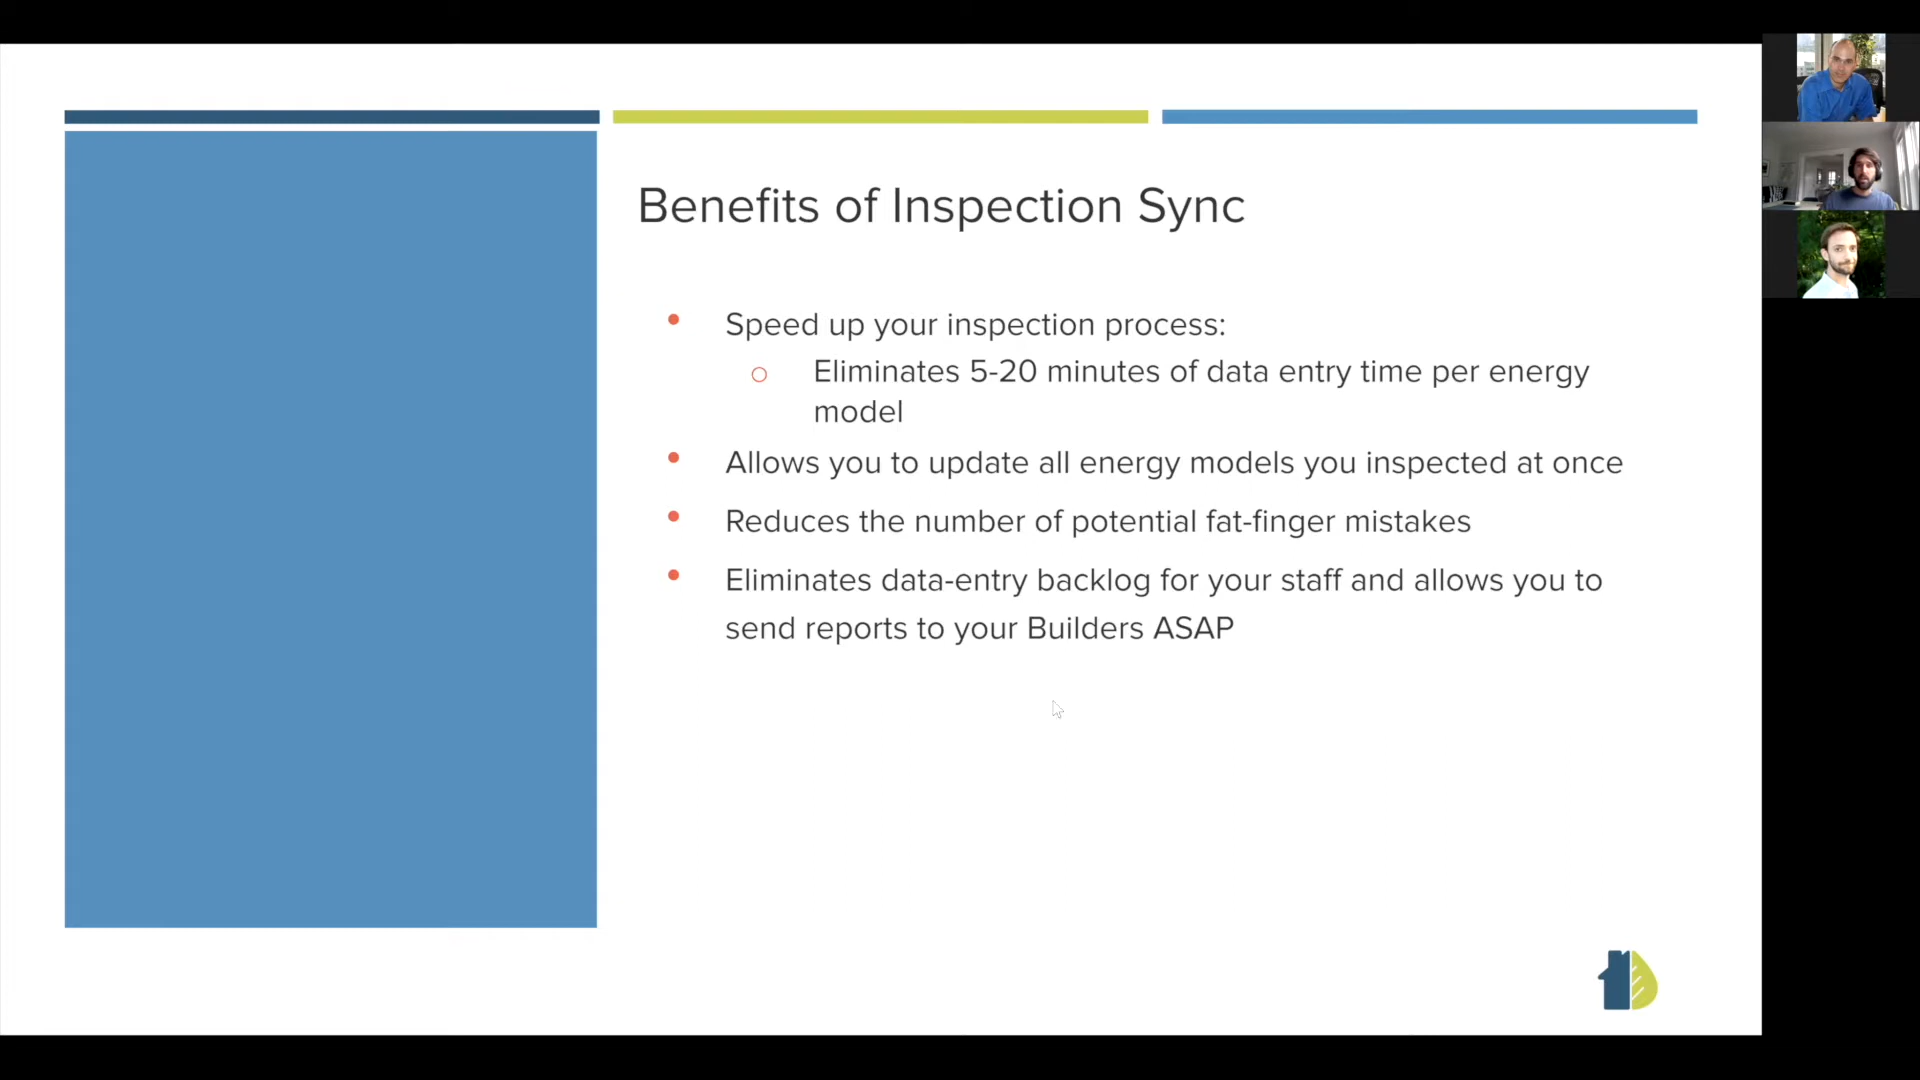 Benefits of Inspection Sync
Speed up your inspection process:
Eliminates 5-20 minutes of data entry time per energy
model
Allows you to update all energy models you inspected at once
Reduces the number of potential fat-finger mistakes
Eliminates data-entry backlog for your staff and allows you to
send reports to your Builders ASAP